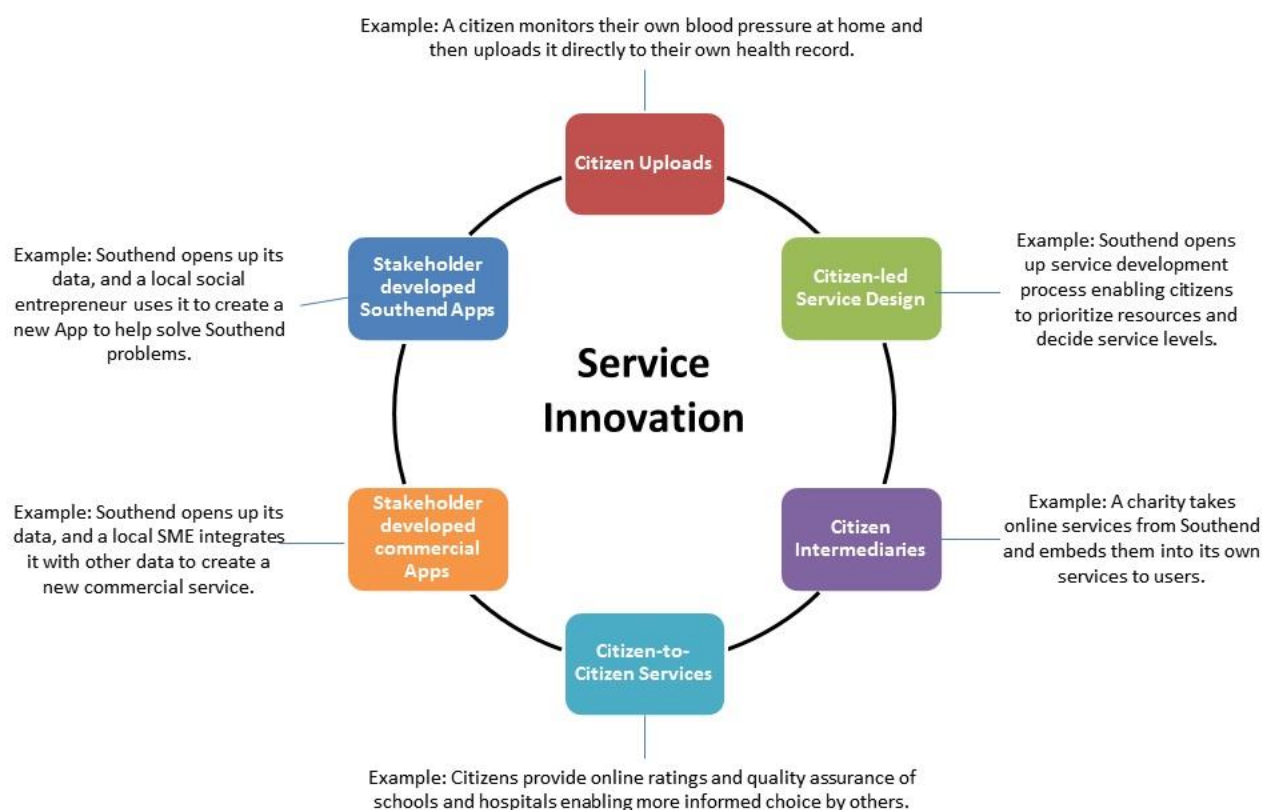 Example: A citizen monitors their own blood pressure at home and
then uploads it directly to their own health record.
Citizen Uploads
Example: Southend opens up its
data, and a local social
entrepreneur uses it to create a
new App to help solve Southend
problems.
Stakeholder
developed
Southend Apps
Citizen-led
Service Design
Example: Southend opens
up service development
process enabling citizens
to prioritize resources and
decide service levels.
Service
Innovation
Example: Southend opens up its
data, and a local SME integrates
it with other data to create a
new commercial service.
Stakeholder
developed
commercial
Apps
Citizen
Intermediaries
Example: A charity takes
online services from Southend
and embeds them into its own
services to users.
Citizen-to-
Citizen Services
Example: Citizens provide online ratings and quality assurance of
schools and hospitals enabling more informed choice by others.